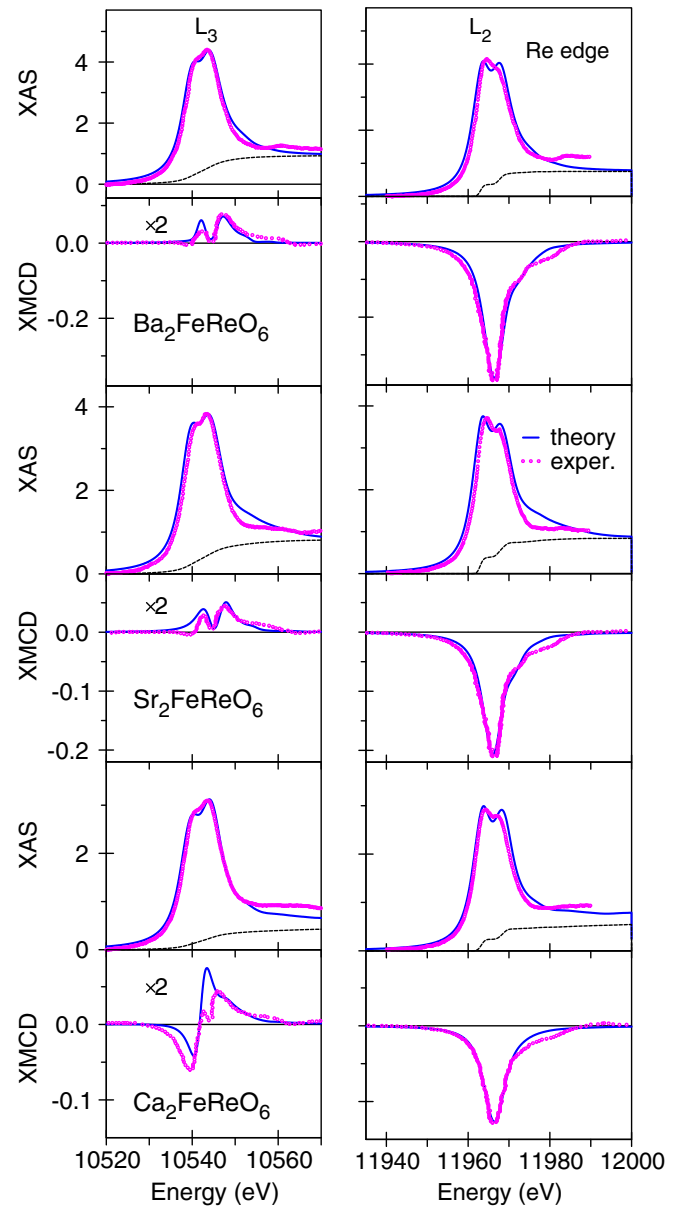 L3 L2
Re edge
XAS
4
2
0
×2
XMCD
0.0
-0.2
Ba2FeReO6
XAS
4
2
0
theory
exper.
×2
XMCD
0.0
-0.1
-0.2
Sr2FeReO6
XAS
2
0
×2
XMCD
0.0
-0.1
Ca2FeReO6
10520 10540 10560 11940 11960 11980 12000
Energy (eV) Energy (eV)